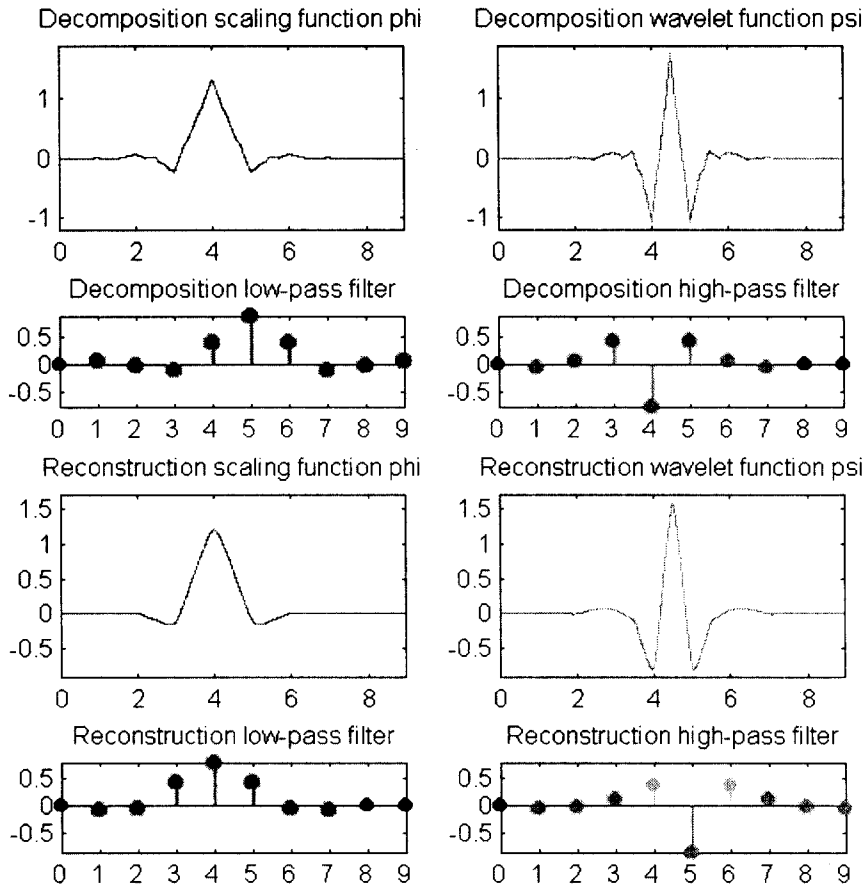 Decomposition scaling function phi
Decomposition wavelet function psi
1
0
-1
0 2 4 6 8
1
0
-1
0 2 4 6 8
Decomposition low-pass filter
Decomposition high-pass filter
0.5
0
-0.5
0 1 2 3 4 5 6 7 8 9
0.5
0
-0.5
0 1 2 3 4 5 6 7 8 9
Reconstruction scaling function phi
Reconstruction wavelet function psi
1.5
1
0.5
0
-0.5
0 2 4 6 8
1.5
1
0.5
0
-0.5
0 2 4 6 8
Reconstruction low-pass filter
Reconstruction high-pass filter
0.5
0
-0.5
0 1 2 3 4 5 6 7 8 9
0.5
0
-0.5
0 1 2 3 4 5 6 7 8 9